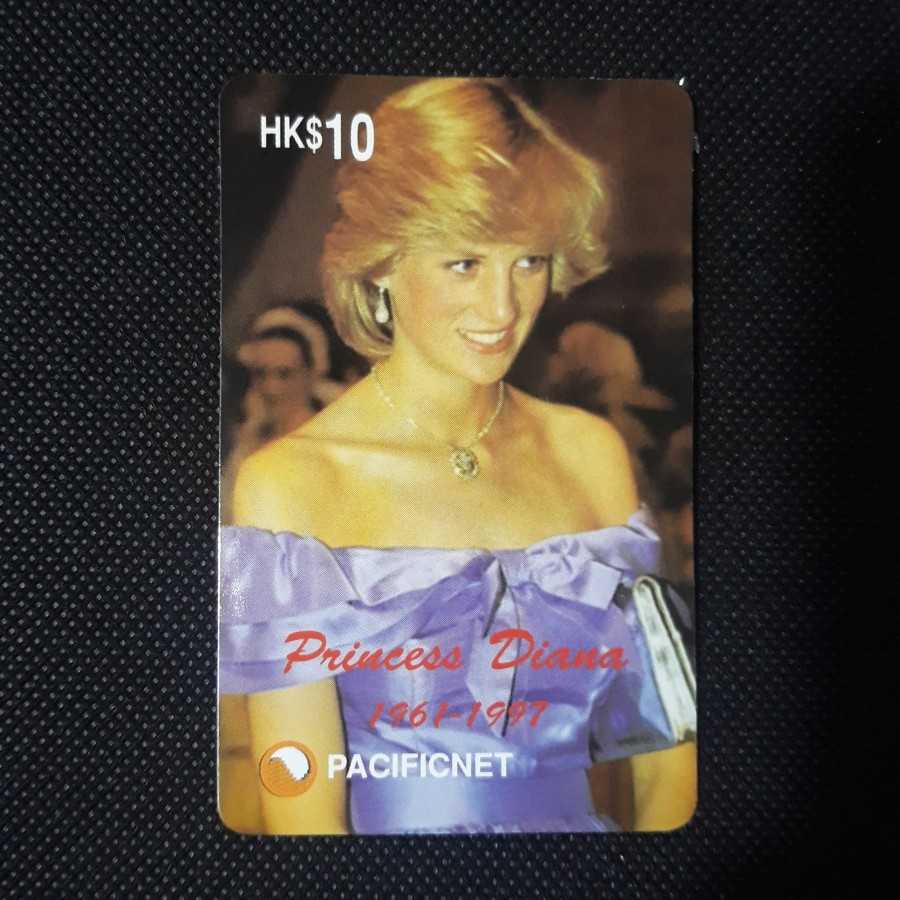 HK$10
Princess Diana
1961-1997
PACIFICNET